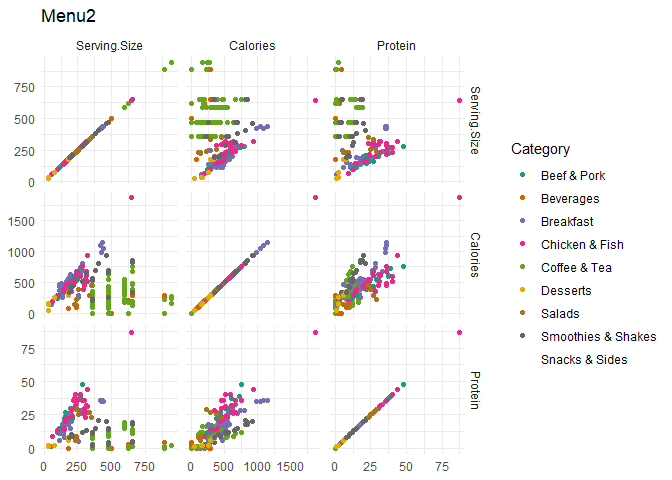 Menu2
Serving.Size Calories Protein
750
500
250
0
Serving.Size
1500
1000
500
0
Calories
75
50
25
0
Protein
0 250 500 750 0 500 1000 1500 0 25 50 75
Category
Beef & Pork
Beverages
Breakfast
Chicken & Fish
Coffee & Tea
Desserts
Salads
Smoothies & Shakes
Snacks & Sides